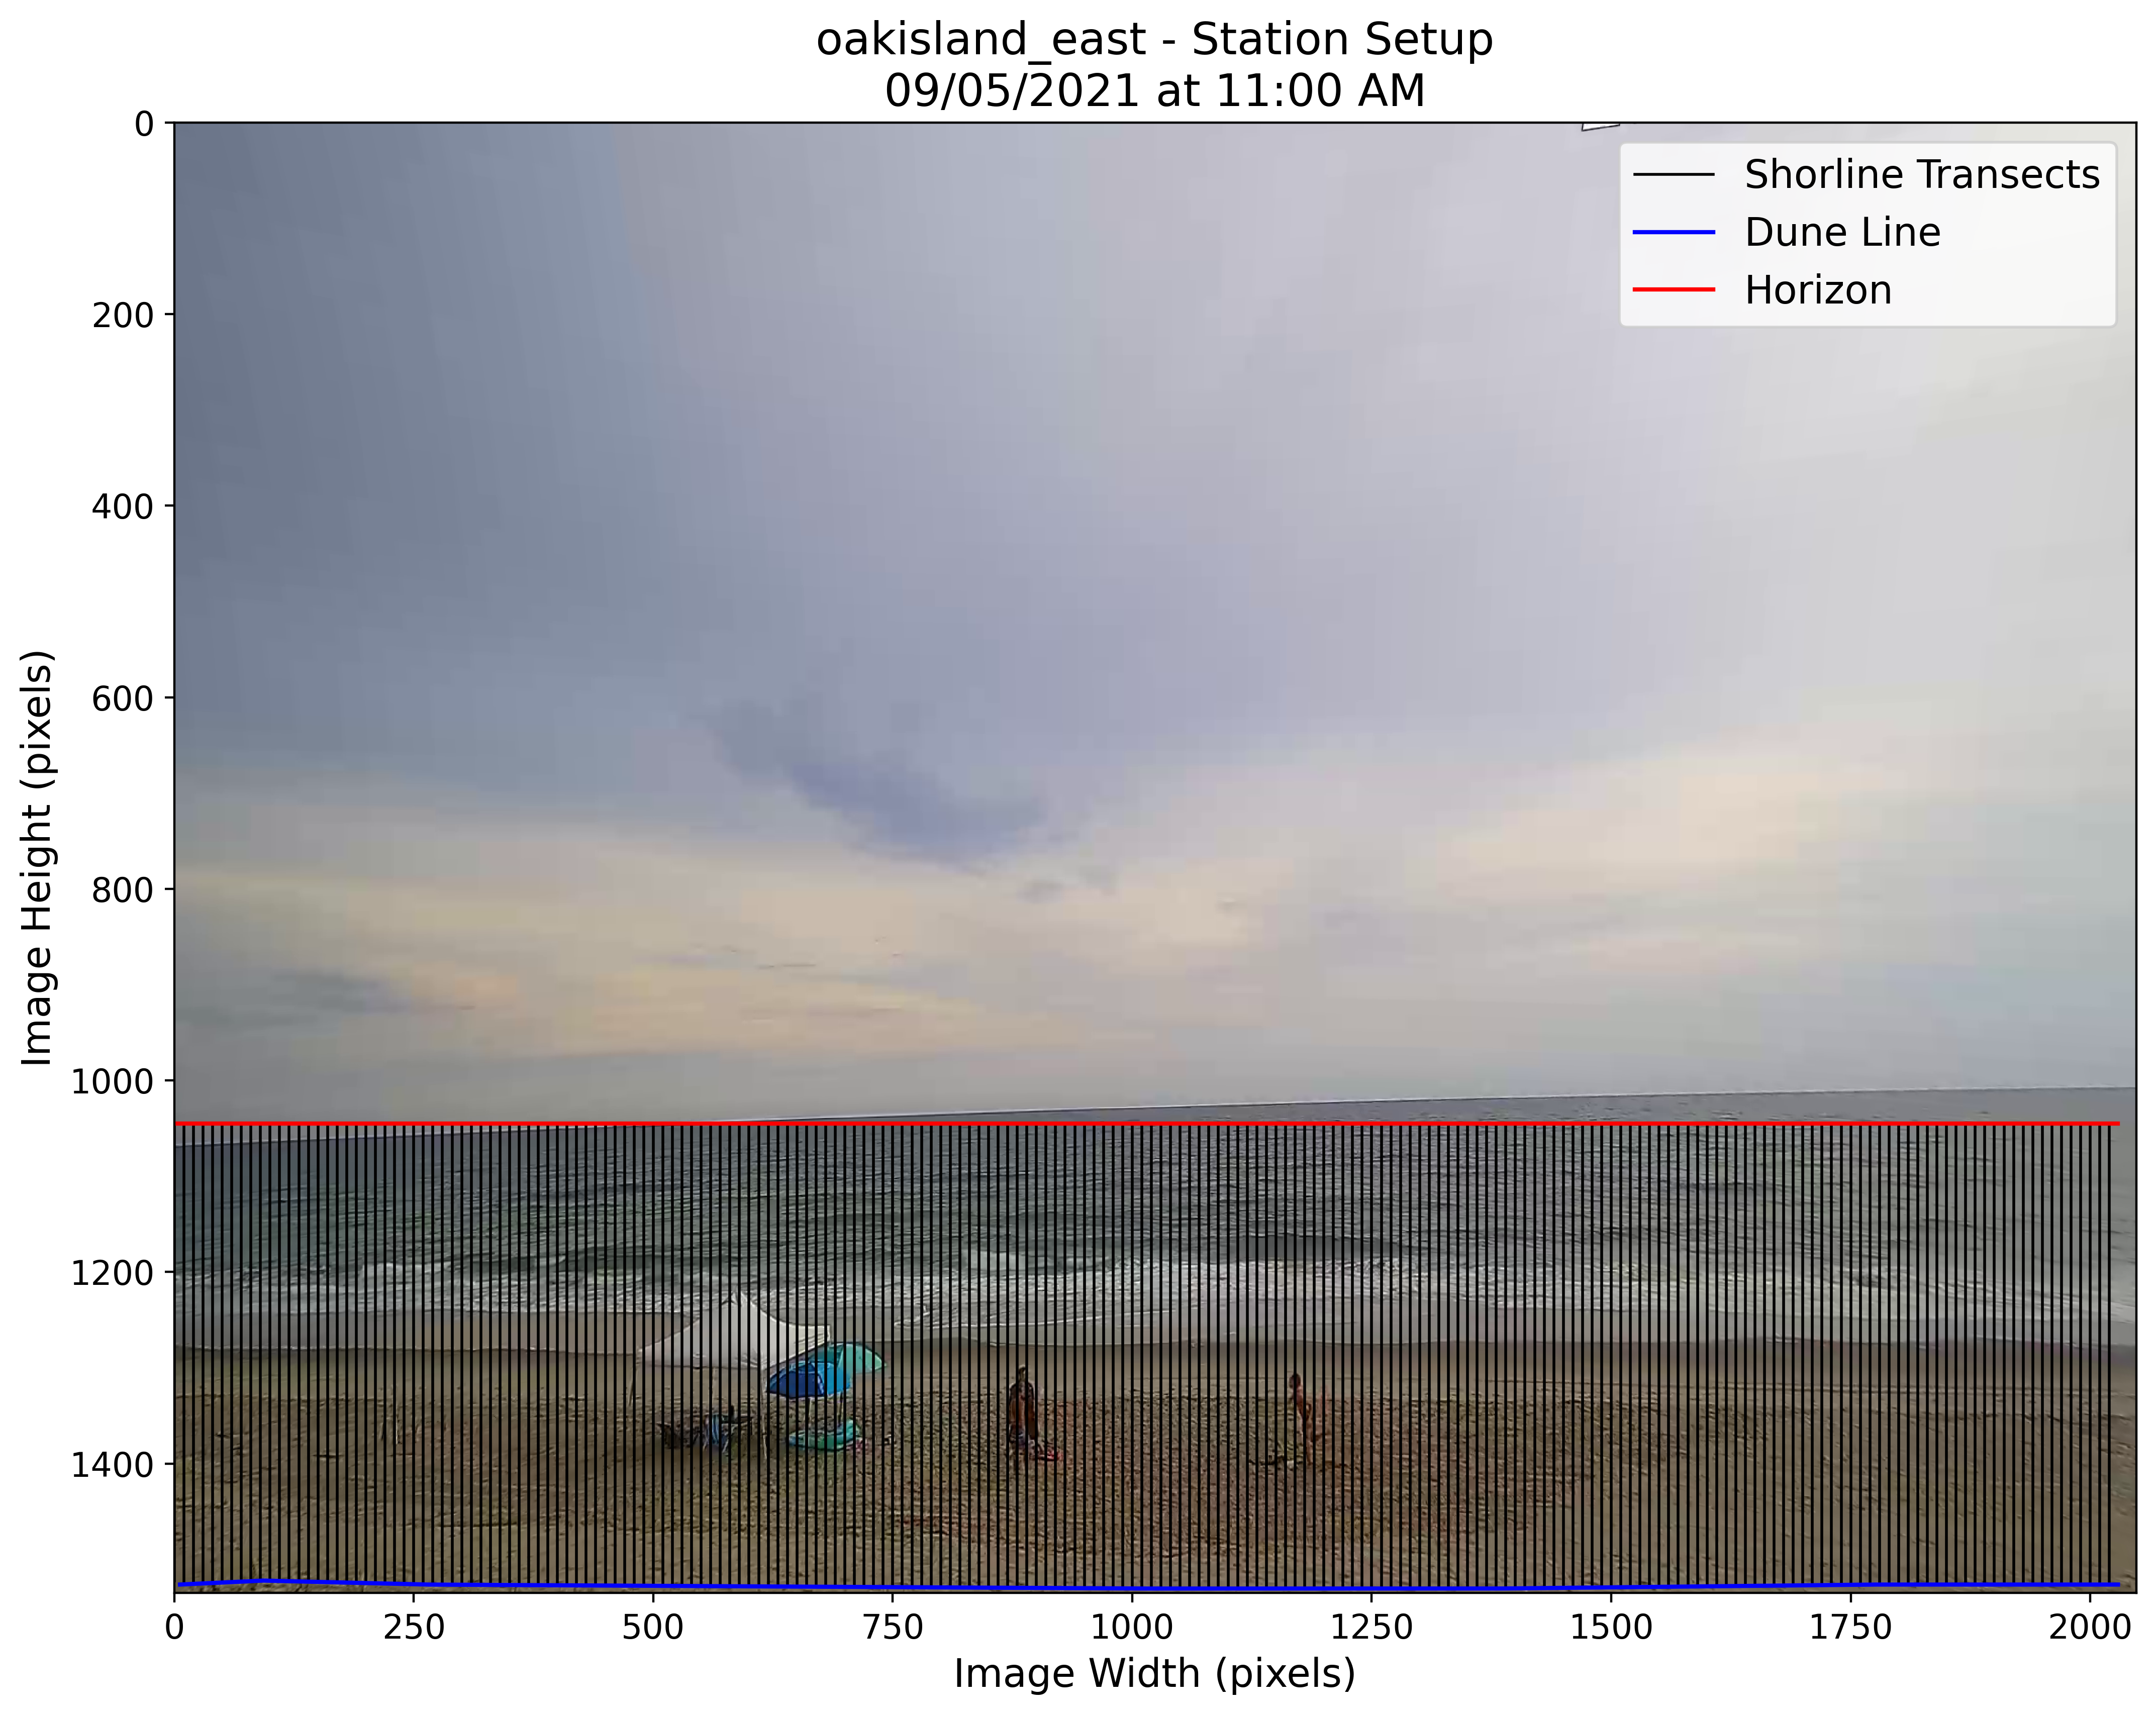 oakisland_east - Station Setup
09/05/2021 at 11:00 AM
Shorline Transects
Dune Line
Horizon
Image Height (pixels)
0
200
400
600
800
1000
1200
1400
0 250 500 750 1000 1250 1500 1750 2000
Image Width (pixels)